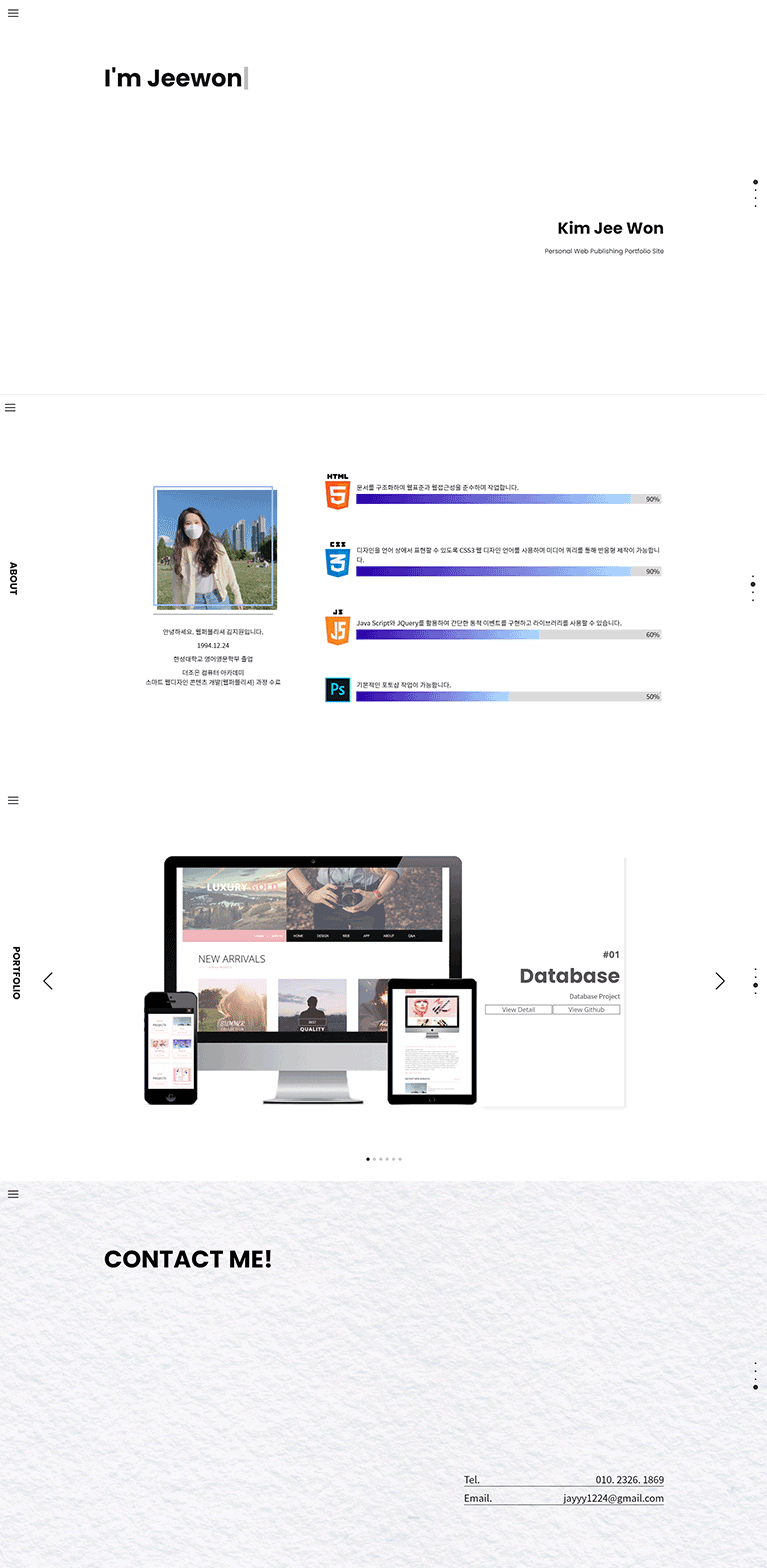 I'm Jeewon
Kim Jee Won
Personal Web Publishing Portfolio Site
ABOUT
안녕하세요. 웹퍼블리셔 김지원입니다.
1994.12.24
한성대학교 영어영문학부 졸업
더조은 컴퓨터 아카데미
스마트 웹디자인 콘텐츠 개발(웹퍼블리셔) 과정 수료
HTML
5
문서를 구조화하여 웹표준과 웹접근성을 준수하며 작업합니다.
90%
CSS
3
디자인을 언어 상에서 표현할 수 있도록 CSS3 웹 디자인 언어를 사용하며 미디어 쿼리를 통해 반응형 제작이 가능합니
다.
90%
JS
JS
Java Script와 JQuery를 활용하여 간단한 동적 이벤트를 구현하고 라이브러리를 사용할 수 있습니다.
60%
Ps
기본적인 포토샵 작업이 가능합니다.
50%
PORTFOLIO
LUXURY GOLD
HOME DESIGN WEB APP ABOUT Q&A
NEW ARRIVALS
SUMMER
BEST
QUALITY
PROJECTS
PROJECTS
#01
Database
Database Project
View Detail
View Github
CONTACT ME!
Tel. 010. 2326. 1869
Email. jayyy1224@gmail.com